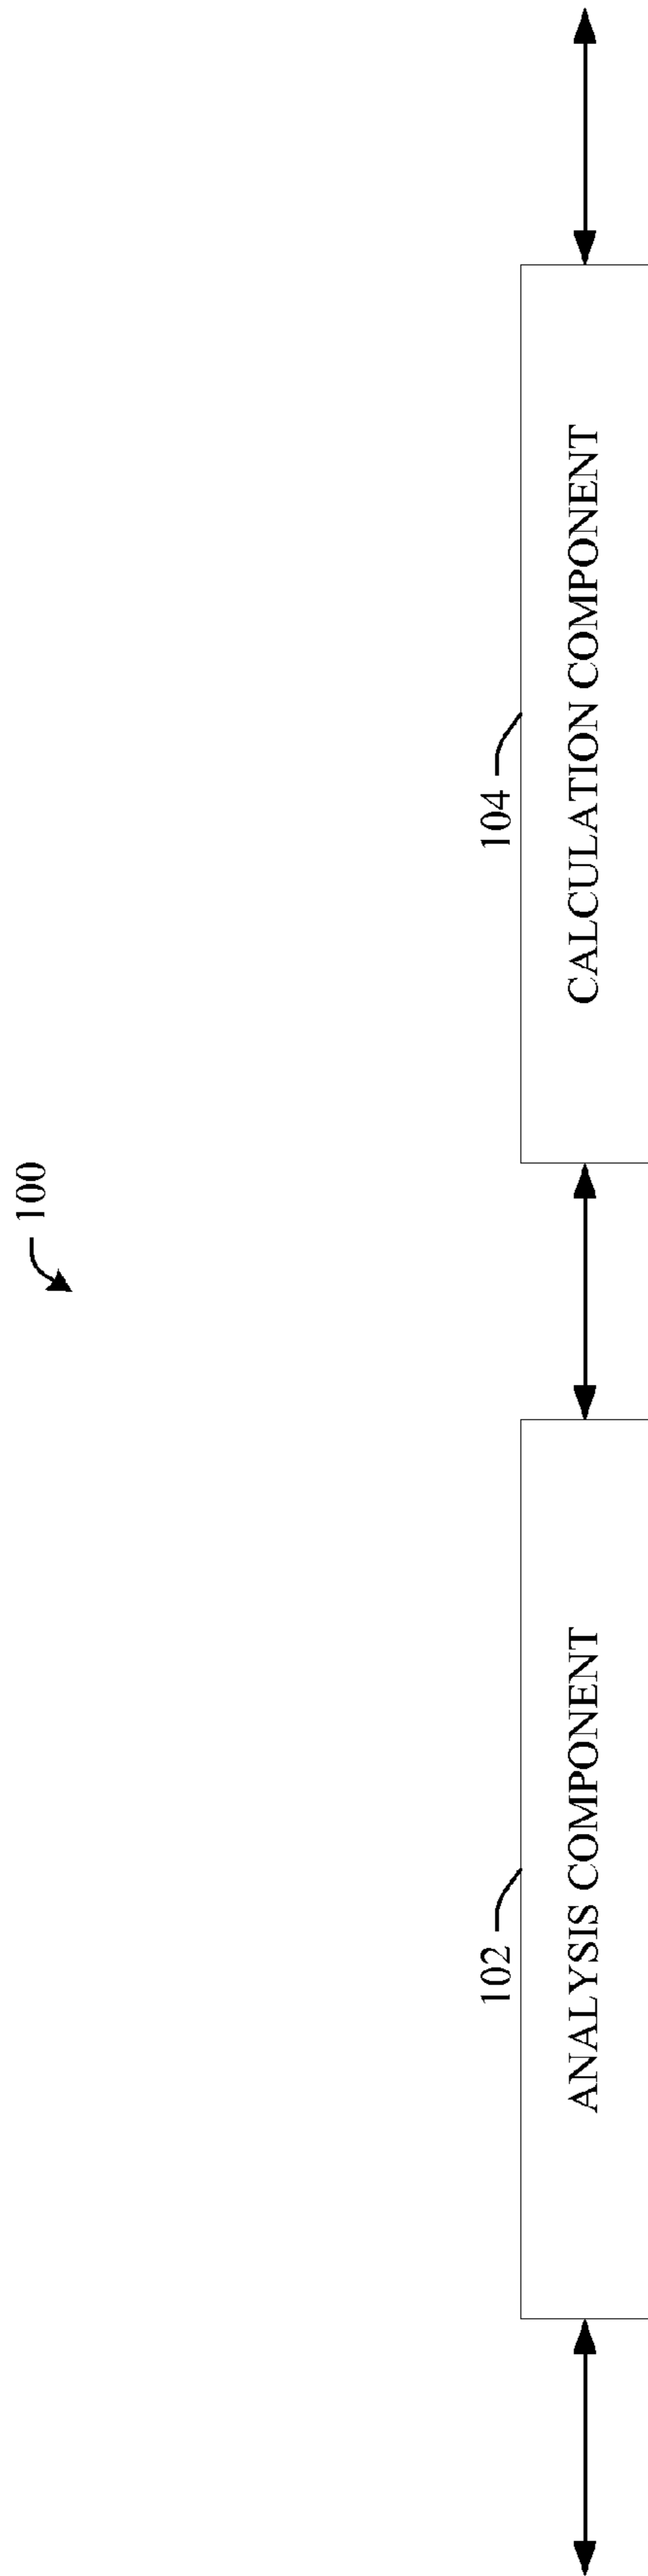 100
102
ANALYSIS COMPONENT
104
CALCULATION COMPONENT